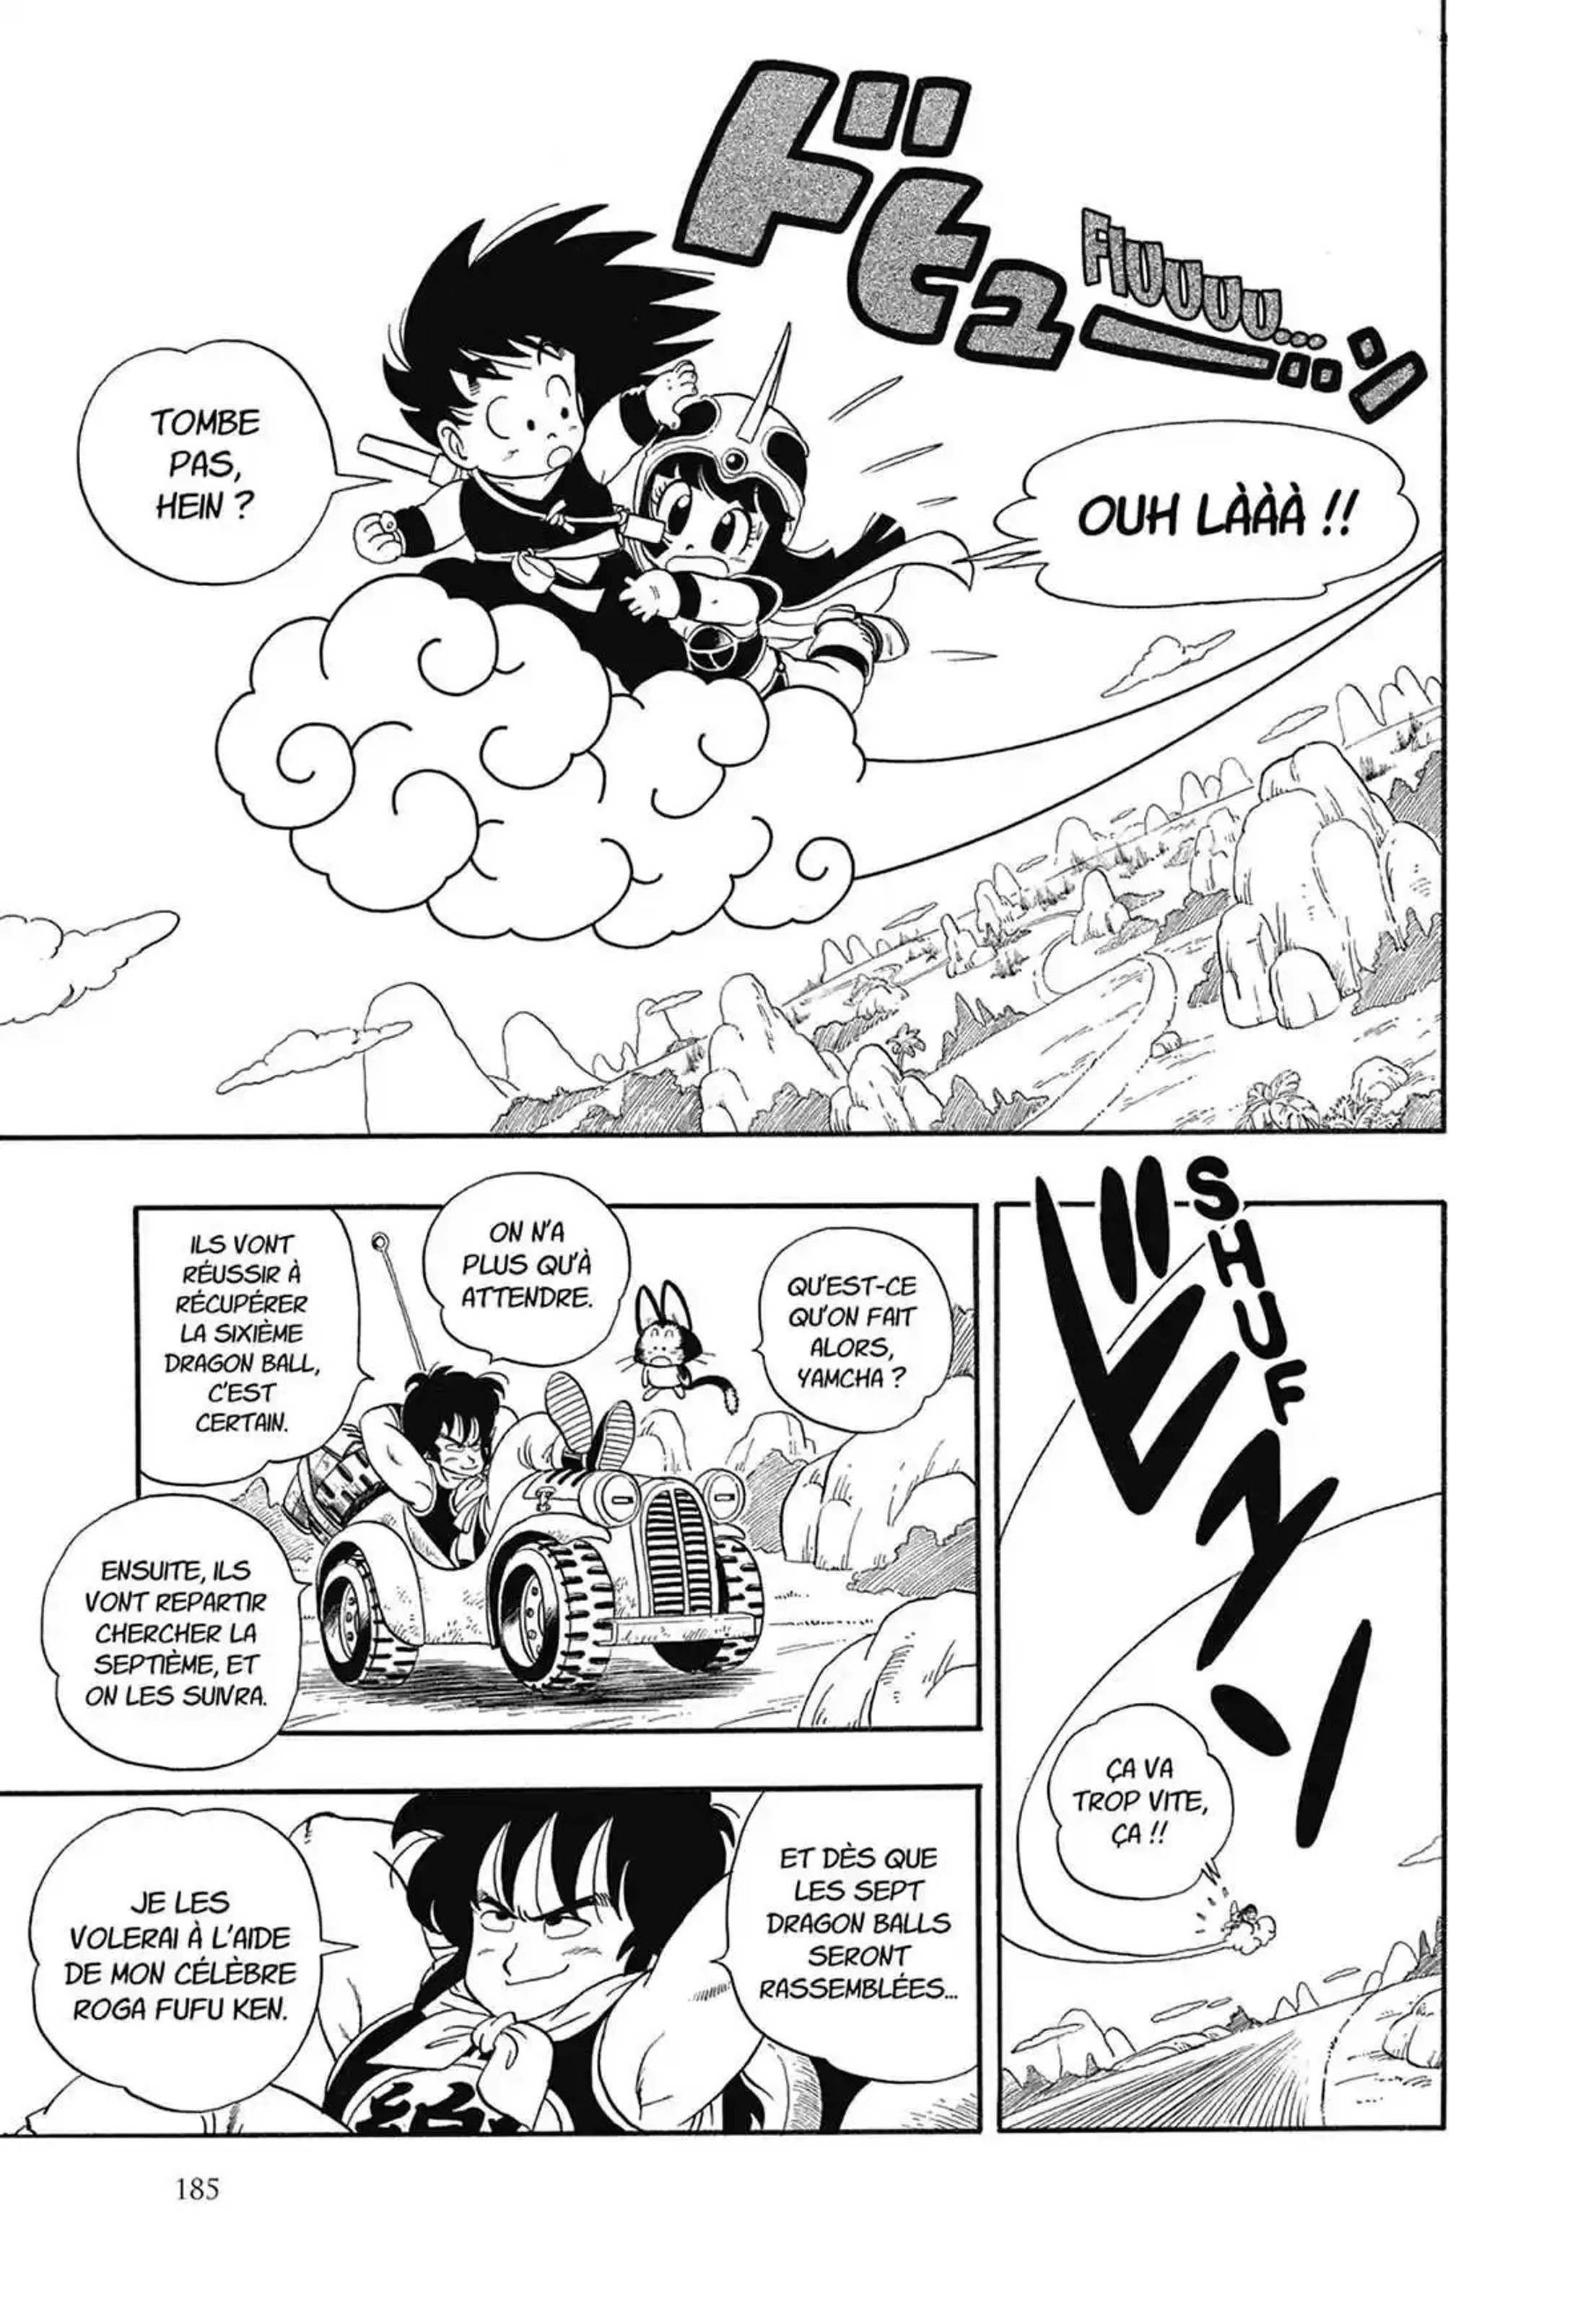 ドビューーン
FIUUUU...
OUH LÀÀÀ !!
TOMBE
PAS,
HEIN ?
SHUF
ビューン
ÇA VA
TROP VITE,
ÇA !!
QU'EST-CE
QU'ON FAIT
ALORS,
YAMCHA ?
ON N'A
PLUS QU'À
ATTENDRE.
ILS VONT
RÉUSSIR À
RÉCUPÉRER
LA SIXIÈME
DRAGON BALL,
C'EST
CERTAIN.
ENSUITE, ILS
VONT REPARTIR
CHERCHER LA
SEPTIÈME, ET
ON LES SUIVRA.
ET DÈS QUE
LES SEPT
DRAGON BALLS
SERONT
RASSEMBLÉES...
JE LES
VOLERAI À L'AIDE
DE MON CÉLÈBRE
ROGA FUFU KEN.
185